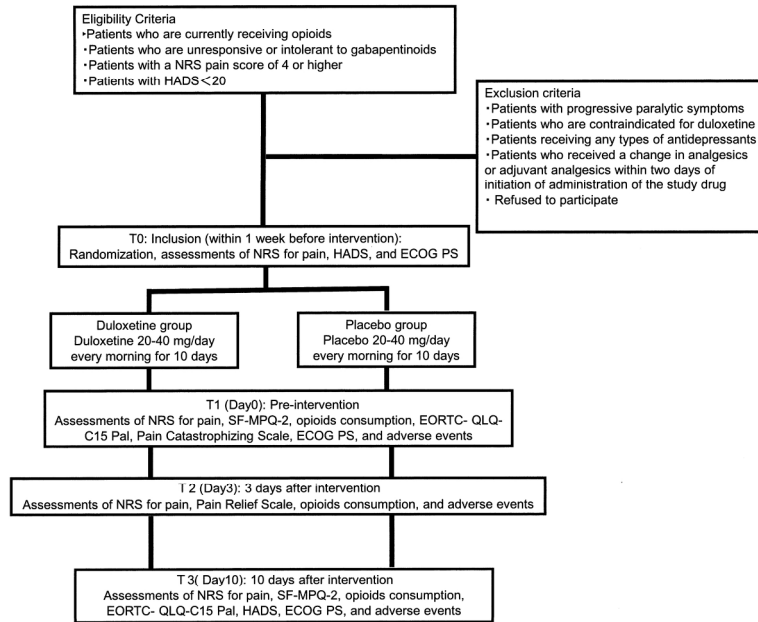 Eligibility Criteria
・Patients who are currently receiving opioids
・Patients who are unresponsive or intolerant to gabapentinoids
・Patients with a NRS pain score of 4 or higher
・Patients with HADS＜20
Exclusion criteria
・Patients with progressive paralytic symptoms
・Patients who are contraindicated for duloxetine
・Patients receiving any types of antidepressants
・Patients who received a change in analgesics
or adjuvant analgesics within two days of
initiation of administration of the study drug
・ Refused to participate
T0: Inclusion (within 1 week before intervention):
Randomization, assessments of NRS for pain, HADS, and ECOG PS
Duloxetine group
Duloxetine 20-40 mg/day
every morning for 10 days
Placebo group
Placebo 20-40 mg/day
every morning for 10 days
T1 (Day0): Pre-intervention
Assessments of NRS for pain, SF-MPQ-2, opioids consumption, EORTC- QLQ-
C15 Pal, Pain Catastrophizing Scale, ECOG PS, and adverse events
T 2 (Day3): 3 days after intervention
Assessments of NRS for pain, Pain Relief Scale, opioids consumption, and adverse events
T 3( Day10): 10 days after intervention
Assessments of NRS for pain, SF-MPQ-2, opioids consumption,
EORTC- QLQ-C15 Pal, HADS, ECOG PS, and adverse events